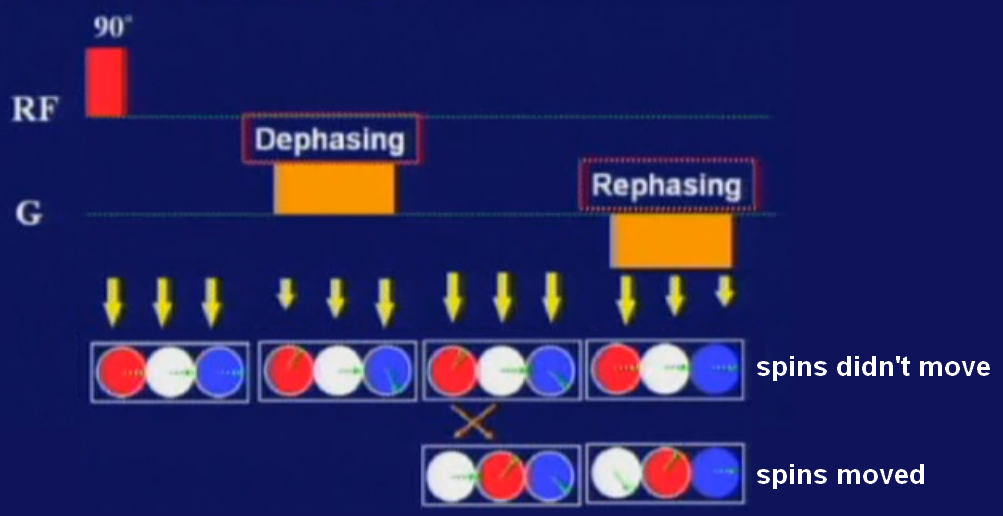 90°
RF
Dephasing
Rephasing
G
spins didn't move
spins moved